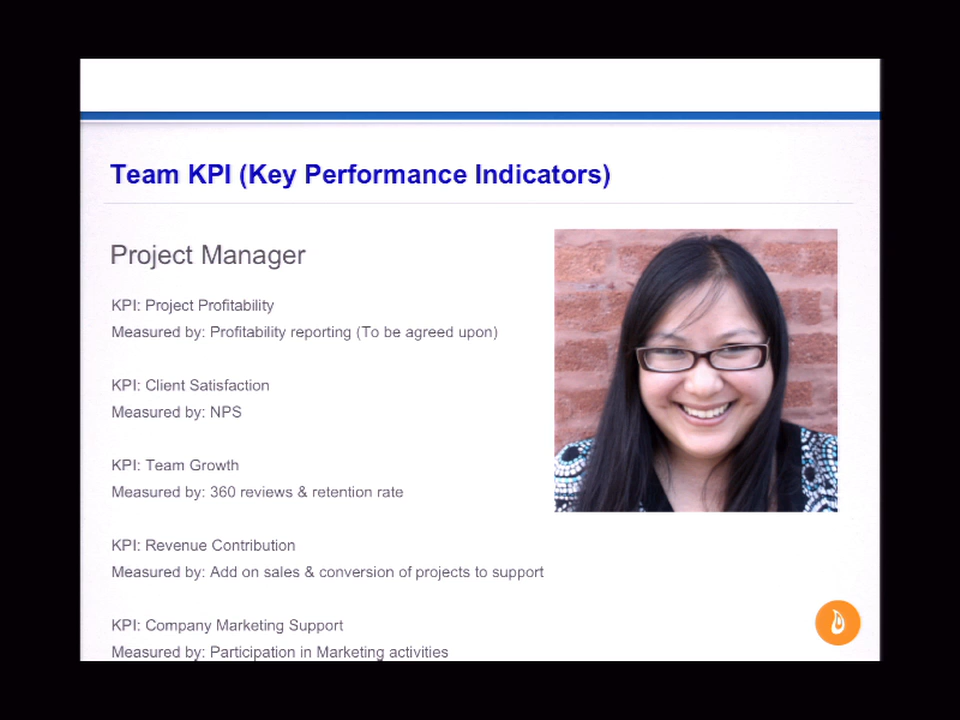 Team KPI (Key Performance Indicators)
Project Manager
KPI: Project Profitability
Measured by: Profitability reporting (To be agreed upon)
KPI: Client Satisfaction
Measured by: NPS
KPI: Team Growth
Measured by: 360 reviews & retention rate
KPI: Revenue Contribution
Measured by: Add on sales & conversion of projects to support
KPI: Company Marketing Support
Measured by: Participation in Marketing activities